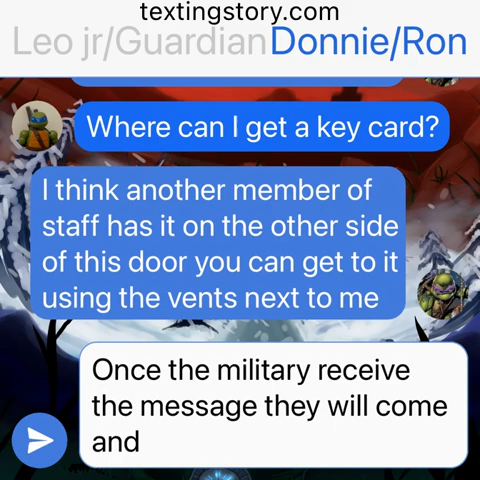 textingstory.com
Leo jr/Guardian Donnie/Ron
Where can I get a key card?
I think another member of
staff has it on the other side
of this door you can get to it
using the vents next to me
Once the military receive
the message they will come
and